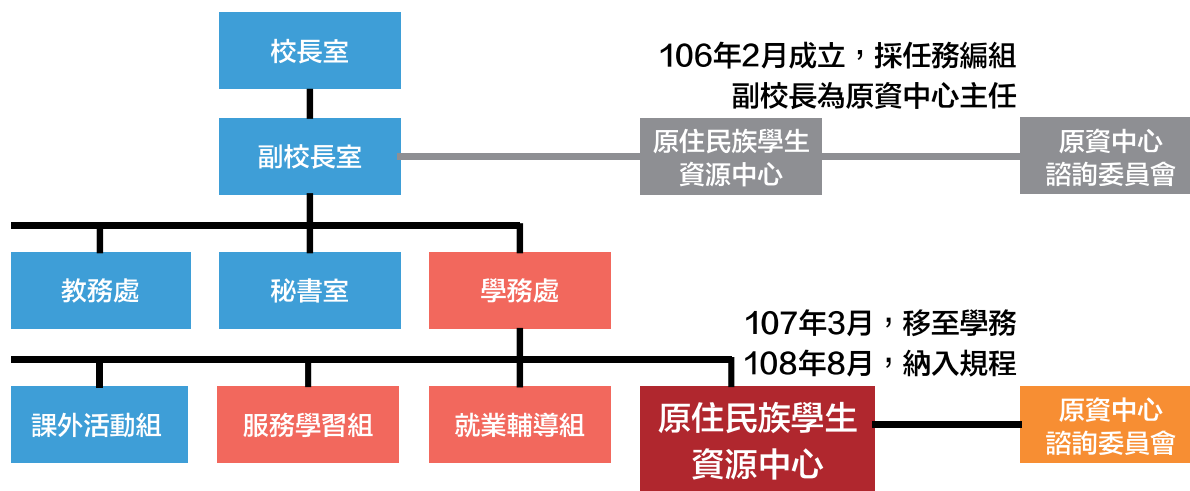 校長室
106年2月成立，採任務編組
副校長為原資中心主任
副校長室
原住民族學生
資源中心
原資中心
諮詢委員會
教務處
秘書室
學務處
107年3月，移至學務
108年8月，納入規程
課外活動組
服務學習組
就業輔導組
原住民族學生
資源中心
原資中心
諮詢委員會